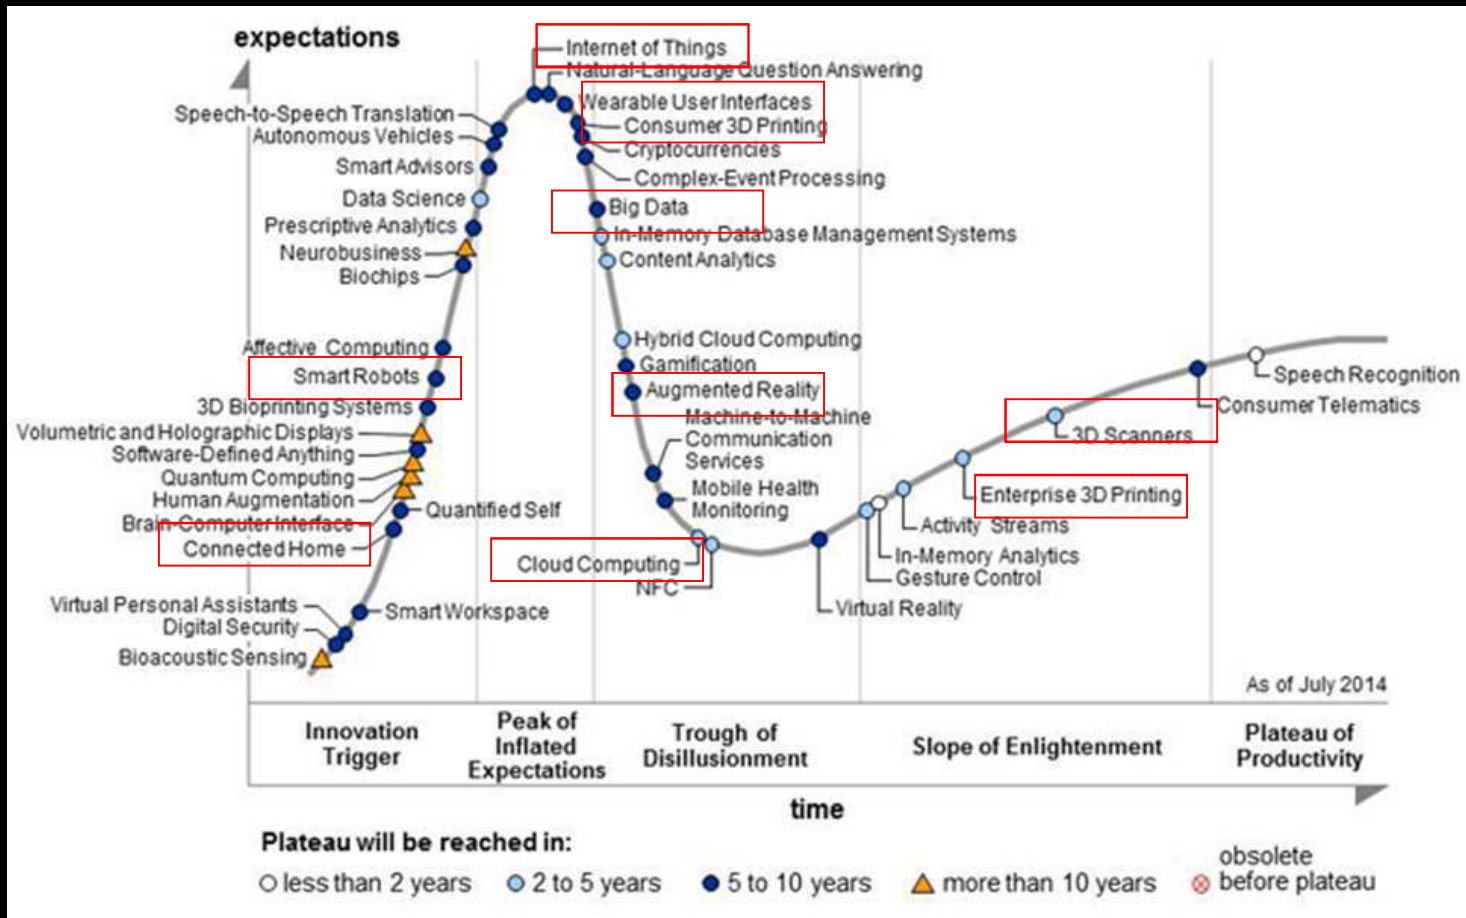 expectations
Internet of Things
Natural-Language Question Answering
Wearable User Interfaces
Speech-to-Speech Translation
Consumer 3D Printing
Autonomous Vehicles
Cryptocurrencies
Smart Advisors
Complex-Event Processing
Data Science
Big Data
Prescriptive Analytics
In-Memory Database Management Systems
Neurobusiness
Content Analytics
Biochips
Hybrid Cloud Computing
Affective Computing
Gamification
Smart Robots
Augmented Reality
Speech Recognition
3D Bioprinting Systems
Consumer Telematics
Machine-to-Machine
Communication
Services
Volumetric and Holographic Displays
3D Scanners
Software-Defined Anything
Quantum Computing
Mobile Health
Monitoring
Enterprise 3D Printing
Human Augmentation
Quantified Self
Brain-Computer Interface
Activity Streams
Connected Home
In-Memory Analytics
Cloud Computing
Gesture Control
NFC
Virtual Personal Assistants
Smart Workspace
Virtual Reality
Digital Security
Bioacoustic Sensing
As of July 2014
Innovation
Trigger
Peak of
Inflated
Expectations
Trough of
Disillusionment
Slope of Enlightenment
Plateau of
Productivity
time
Plateau will be reached in:
less than 2 years
2 to 5 years
5 to 10 years
more than 10 years
obsolete
before plateau